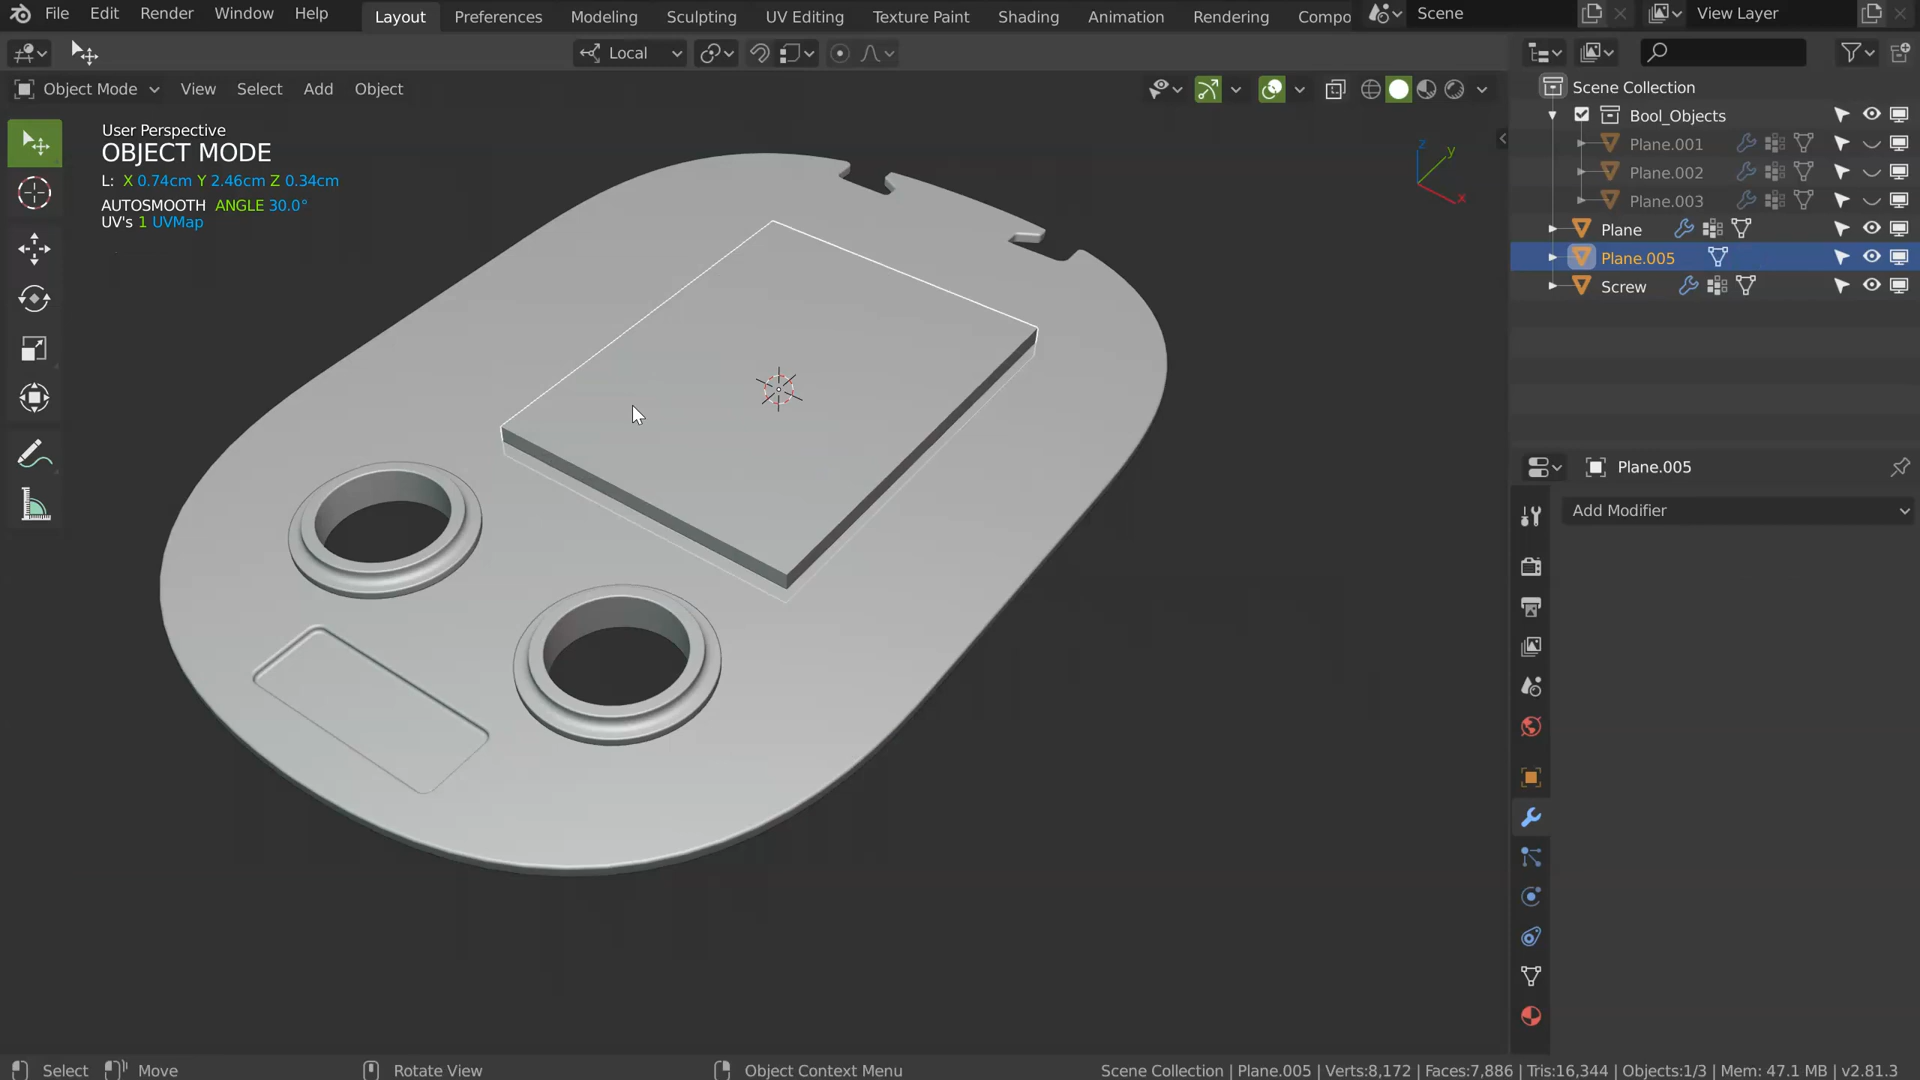 File Edit Render Window Help Layout Preferences Modeling Sculpting UV Editing Texture Paint Shading Animation Rendering Compo Scene View Layer
Local
Object Mode View Select Add Object
User Perspective
OBJECT MODE
L: X 0.74cm Y 2.46cm Z 0.34cm
AUTOSMOOTH ANGLE 30.0°
UV's 1 UVMap
Z
y
x
Scene Collection
Bool_Objects
Plane.001
Plane.002
Plane.003
Plane
Plane.005
Screw
Plane.005
Add Modifier
Select Move Rotate View Object Context Menu Scene Collection | Plane.005 | Verts:8,172 | Faces:7,886 | Tris:16,344 | Objects:1/3 | Mem: 47.1 MB | v2.81.3